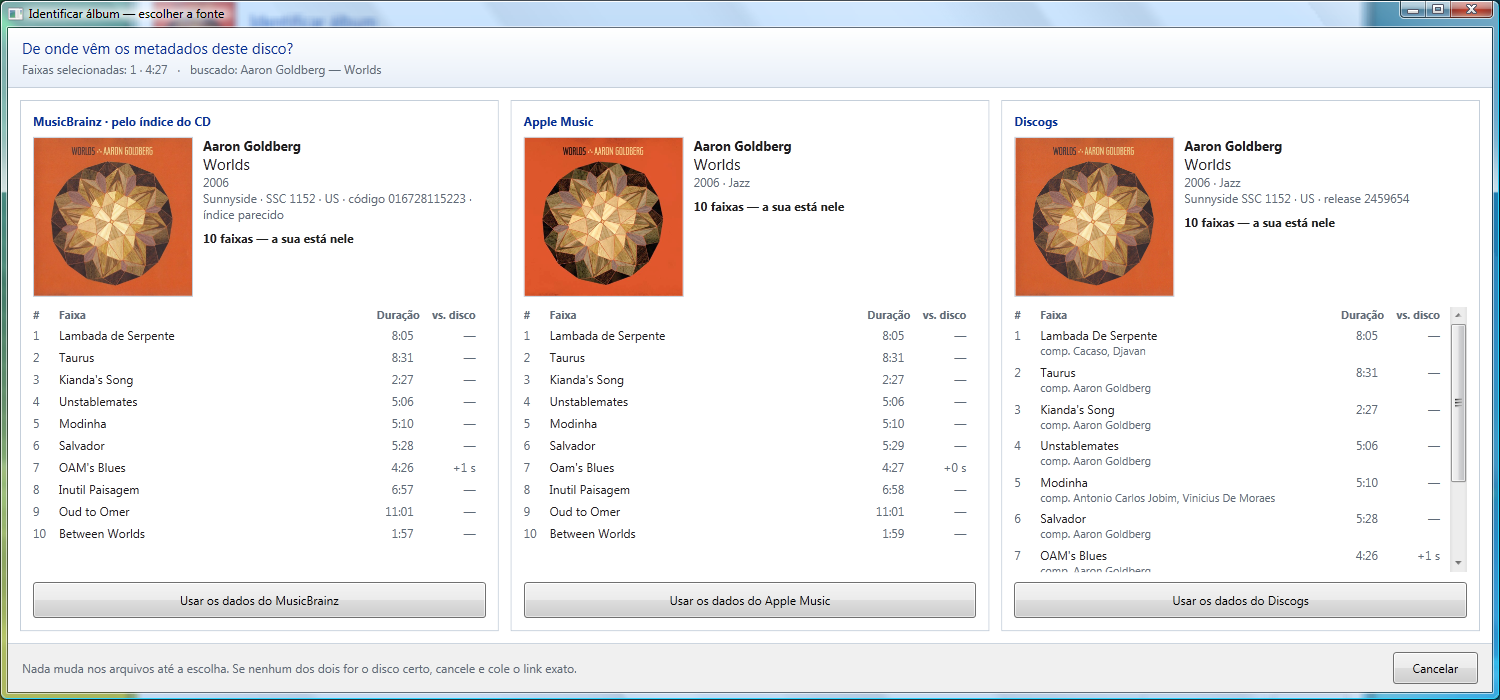 Identificar álbum — escolher a fonte
De onde vêm os metadados deste disco?
Faixas selecionadas: 1 · 4:27 · buscado: Aaron Goldberg — Worlds
MusicBrainz · pelo índice do CD
WORLDS AARON GOLDBERG
Aaron Goldberg
Worlds
2006
Sunnyside · SSC 1152 · US · código 016728115223 ·
índice parecido
10 faixas — a sua está nele
# Faixa Duração vs. disco
1 Lambada de Serpente 8:05 —
2 Taurus 8:31 —
3 Kianda's Song 2:27 —
4 Unstablemates 5:06 —
5 Modinha 5:10 —
6 Salvador 5:28 —
7 OAM's Blues 4:26 +1 s
8 Inutil Paisagem 6:57 —
9 Oud to Omer 11:01 —
10 Between Worlds 1:57 —
Usar os dados do MusicBrainz
Apple Music
WORLDS AARON GOLDBERG
Aaron Goldberg
Worlds
2006 · Jazz
10 faixas — a sua está nele
# Faixa Duração vs. disco
1 Lambada de Serpente 8:05 —
2 Taurus 8:31 —
3 Kianda's Song 2:27 —
4 Unstablemates 5:06 —
5 Modinha 5:10 —
6 Salvador 5:29 —
7 Oam's Blues 4:27 +0 s
8 Inutil Paisagem 6:58 —
9 Oud to Omer 11:01 —
10 Between Worlds 1:59 —
Usar os dados do Apple Music
Discogs
WORLDS AARON GOLDBERG
Aaron Goldberg
Worlds
2006 · Jazz
Sunnyside SSC 1152 · US · release 2459654
10 faixas — a sua está nele
# Faixa Duração vs. disco
1 Lambada De Serpente 8:05 —
comp. Cacaso, Djavan
2 Taurus 8:31 —
comp. Aaron Goldberg
3 Kianda's Song 2:27 —
comp. Aaron Goldberg
4 Unstablemates 5:06 —
comp. Aaron Goldberg
5 Modinha 5:10 —
comp. Antonio Carlos Jobim, Vinicius De Moraes
6 Salvador 5:28 —
comp. Aaron Goldberg
7 OAM's Blues 4:26 +1 s
comp. Aaron Goldberg
Usar os dados do Discogs
Nada muda nos arquivos até a escolha. Se nenhum dos dois for o disco certo, cancele e cole o link exato.
Cancelar